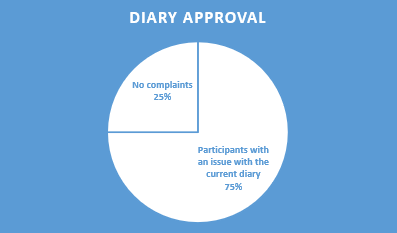 DIARY APPROVAL
No complaints
25%
Participants with
an issue with the
current diary
75%